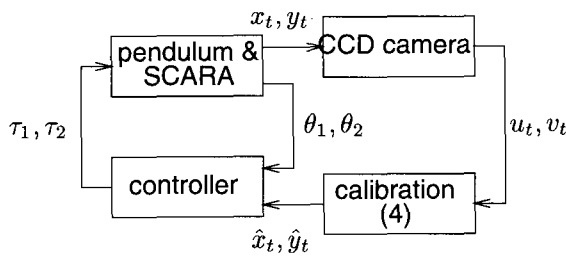 x_t, y_t
pendulum &
SCARA
CCD camera
τ_1, τ_2
θ_1, θ_2
u_t, v_t
controller
calibration
(4)
x̂_t, ŷ_t